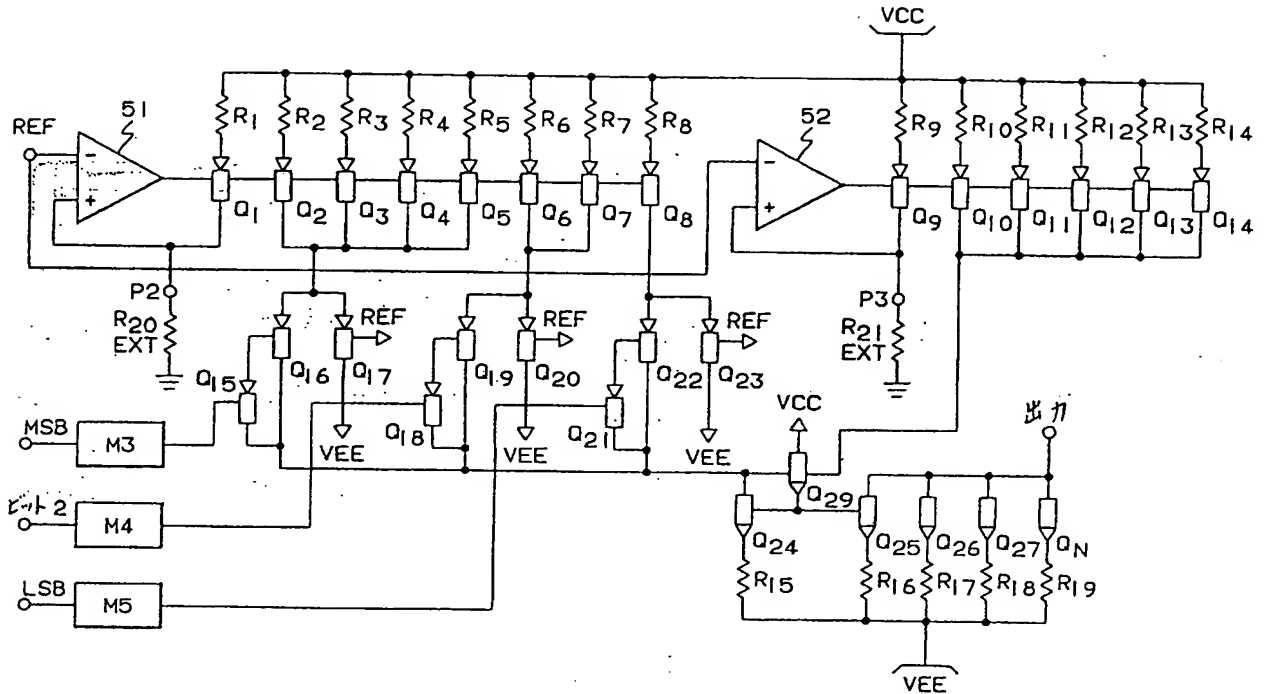 VCC
51
REF
R1
R2
R3
R4
R5
R6
R7
R8
52
R9
R10
R11
R12
R13
R14
Q1
Q2
Q3
Q4
Q5
Q6
Q7
Q8
Q9
Q10
Q11
Q12
Q13
Q14
P2
R20
EXT
REF
REF
REF
P3
R21
EXT
Q15
Q16
Q17
Q18
Q19
Q20
Q21
Q22
Q23
VEE
VEE
VEE
MSB
M3
VCC
出力
ビット2
M4
Q29
Q24
Q25
Q26
Q27
QN
LSB
M5
R15
R16
R17
R18
R19
VEE